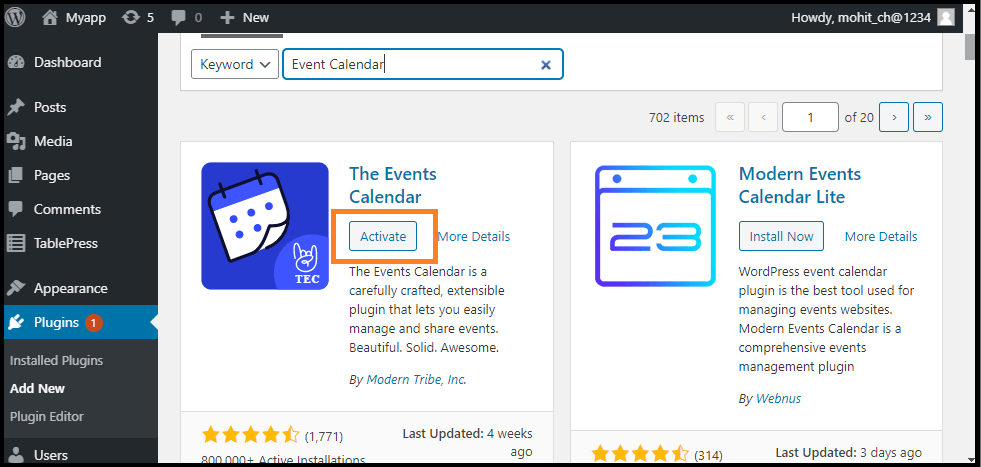 Myapp 5 0 + New Howdy, mohit_ch@1234
Dashboard
Posts
Media
Pages
Comments
TablePress
Appearance
Plugins 1
Installed Plugins
Add New
Plugin Editor
Users
Keyword Event Calendar ×
702 items « ‹ 1 of 20 › »
The Events
Calendar
Activate More Details
The Events Calendar is a
carefully crafted, extensible
plugin that lets you easily
manage and share events.
Beautiful. Solid. Awesome.
By Modern Tribe, Inc.
TEC
(1,771)
Last Updated: 4 weeks
ago
800,000+ Active Installations
23
Modern Events
Calendar Lite
Install Now More Details
WordPress event calendar
plugin is the best tool used for
managing events websites.
Modern Events Calendar is a
comprehensive events
management plugin
By Webnus
(314)
Last Updated: 3 days ago